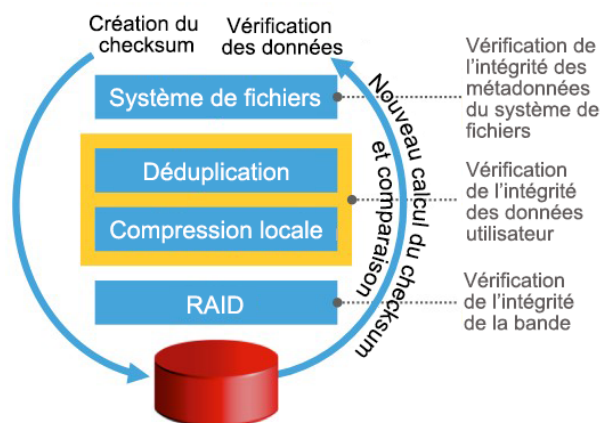 Création du
checksum
Vérification
des données
Système de fichiers
Déduplication
Compression locale
RAID
Nouveau calcul du checksum
et comparaison
Vérification de
l'intégrité des
métadonnées
du système de
fichiers
Vérification
de l'intégrité
des données
utilisateur
Vérification
de l'intégrité
de la bande